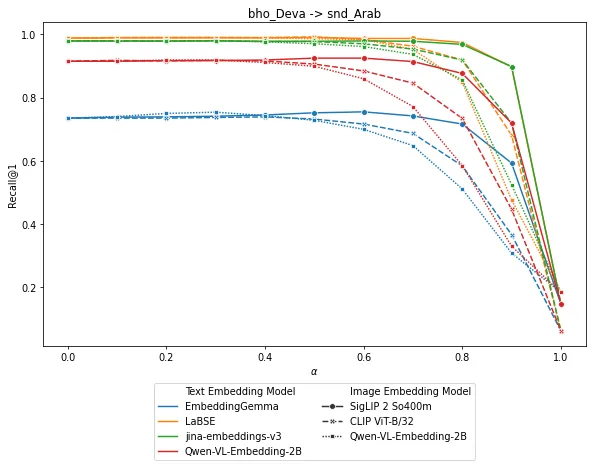 bho_Deva -> snd_Arab
Recall@1
1.0
0.8
0.6
0.4
0.2
0.0 0.2 0.4 0.6 0.8 1.0
α
Text Embedding Model Image Embedding Model
EmbeddingGemma SigLIP 2 So400m
LaBSE CLIP ViT-B/32
jina-embeddings-v3 Qwen-VL-Embedding-2B
Qwen-VL-Embedding-2B